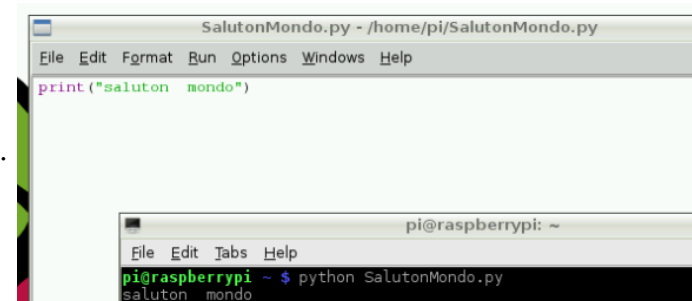 SalutonMondo.py - /home/pi/SalutonMondo.py
File Edit Format Run Options Windows Help
print("saluton  mondo")
.
pi@raspberrypi: ~
File Edit Tabs Help
pi@raspberrypi ~ $ python SalutonMondo.py
saluton  mondo